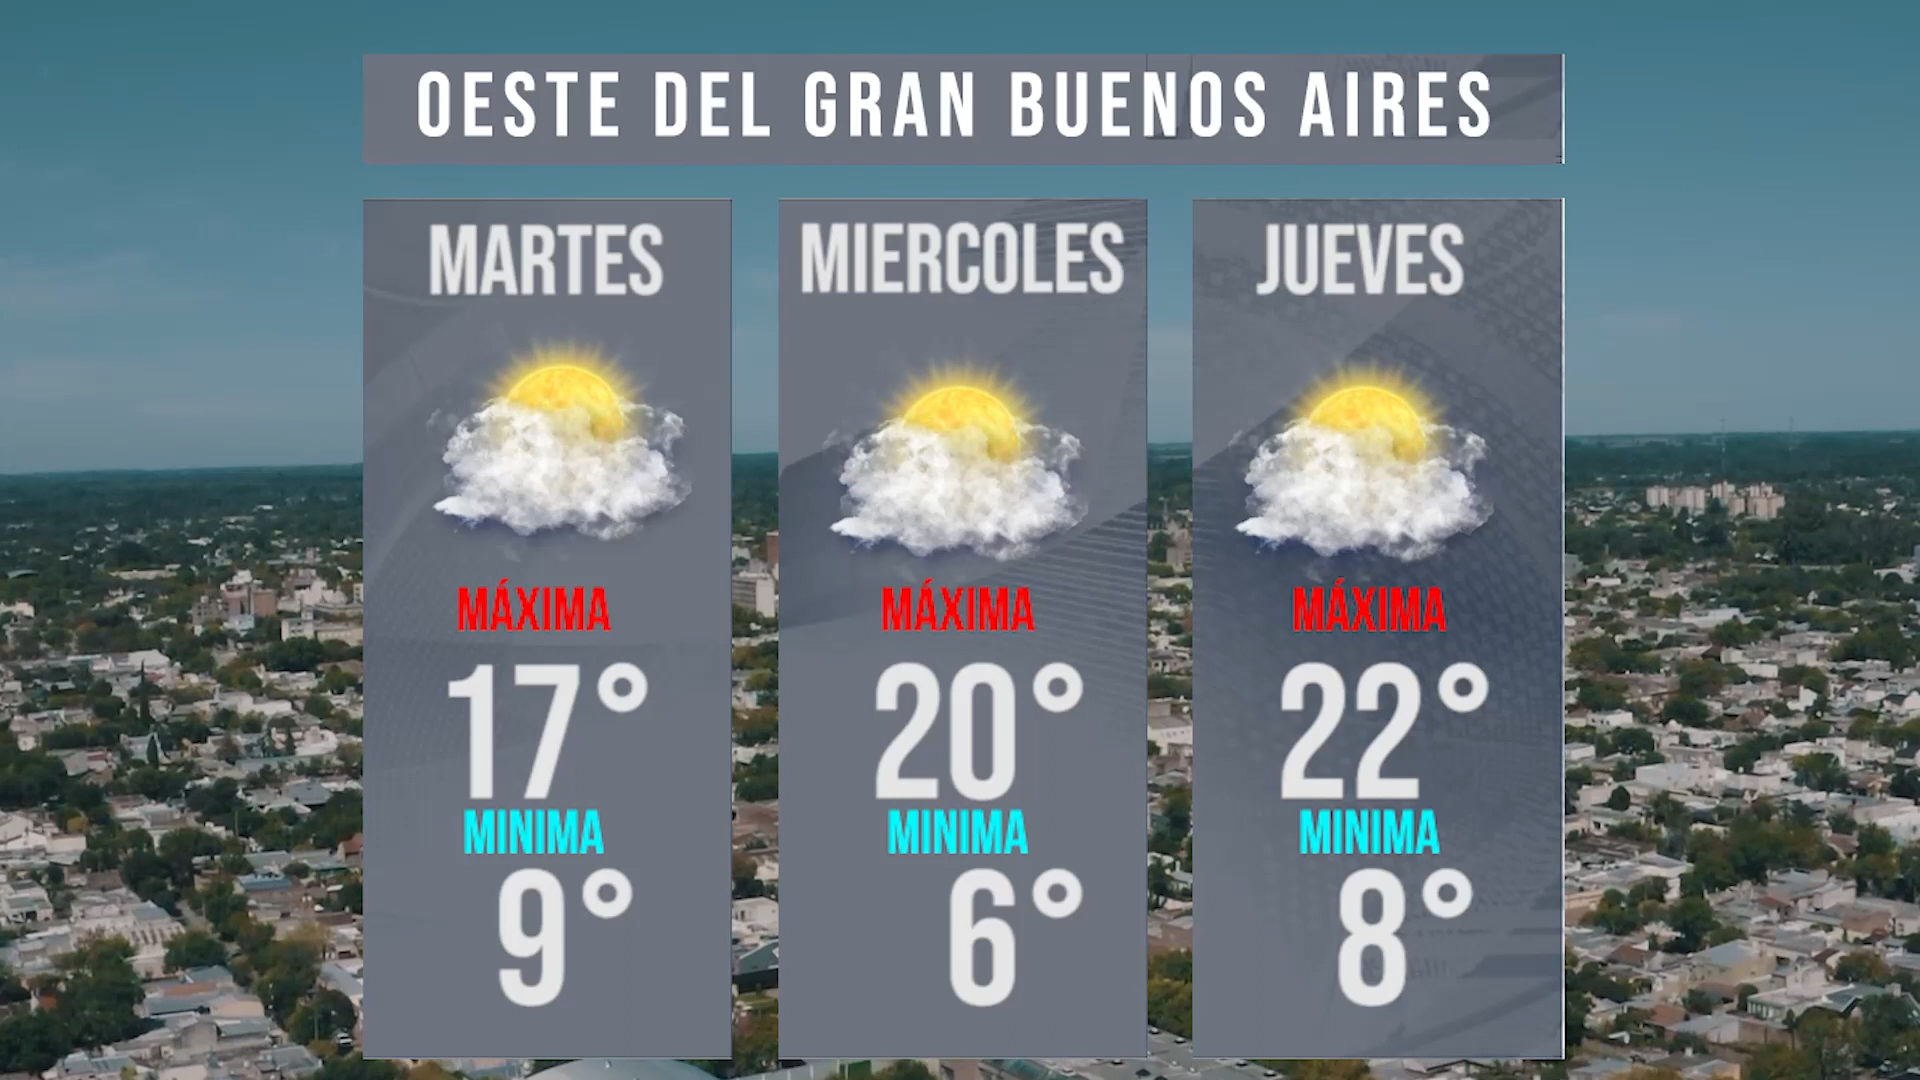 OESTE DEL GRAN BUENOS AIRES
MARTES
MÁXIMA
17°
MINIMA
9°
MIERCOLES
MÁXIMA
20°
MINIMA
6°
JUEVES
MÁXIMA
22°
MINIMA
8°